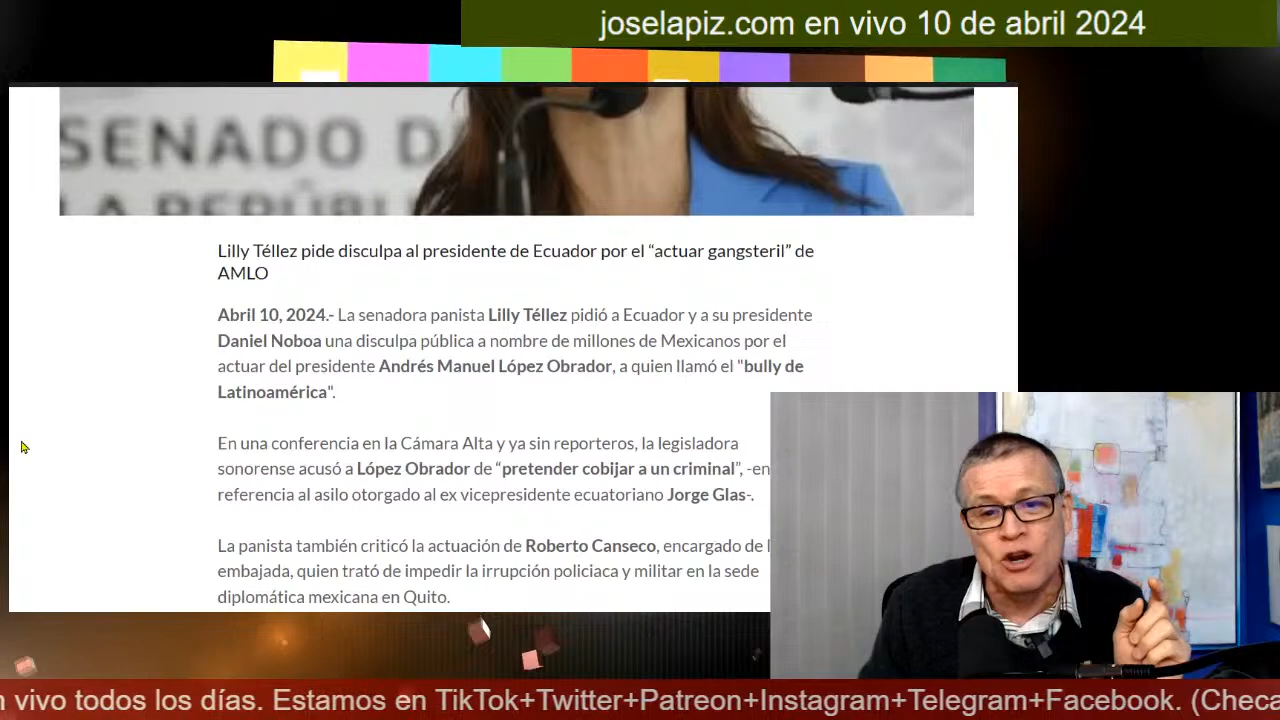 joselapiz.com en vivo 10 de abril 2024
SENADO D
LA REPÚBL
Lilly Téllez pide disculpa al presidente de Ecuador por el “actuar gangsteril” de
AMLO
Abril 10, 2024.- La senadora panista Lilly Téllez pidió a Ecuador y a su presidente
Daniel Noboa una disculpa pública a nombre de millones de Mexicanos por el
actuar del presidente Andrés Manuel López Obrador, a quien llamó el "bully de
Latinoamérica".
En una conferencia en la Cámara Alta y ya sin reporteros, la legisladora
sonorense acusó a López Obrador de “pretender cobijar a un criminal”, -en
referencia al asilo otorgado al ex vicepresidente ecuatoriano Jorge Glas-.
La panista también criticó la actuación de Roberto Canseco, encargado de l
embajada, quien trató de impedir la irrupción policiaca y militar en la sede
diplomática mexicana en Quito.
n vivo todos los días. Estamos en TikTok+Twitter+Patreon+Instagram+Telegram+Facebook. (Checa